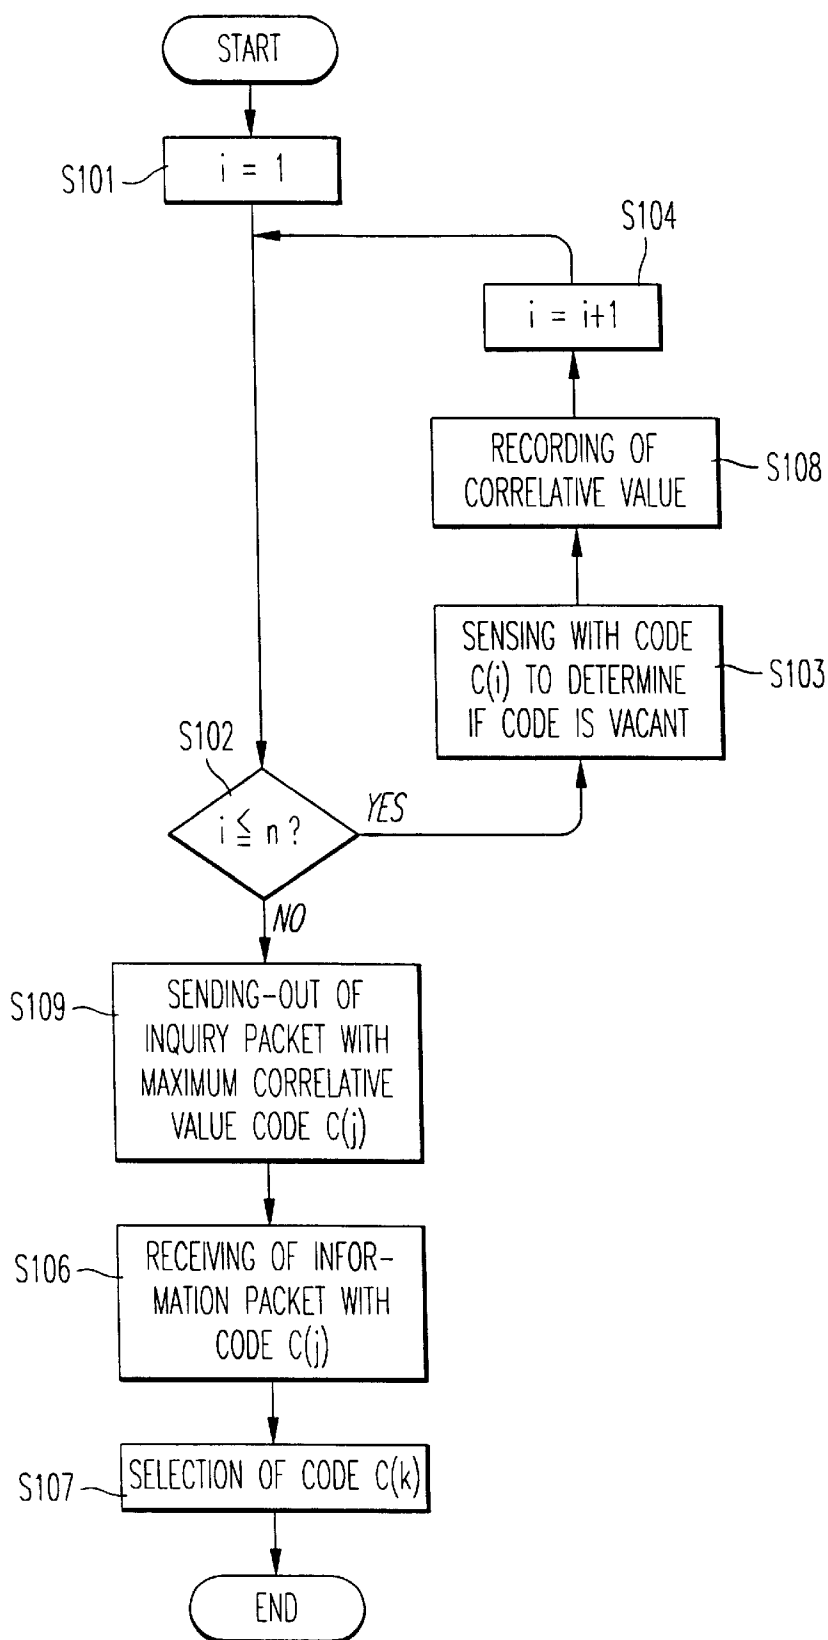 START
S101
i = 1
S104
i = i+1
RECORDING OF
CORRELATIVE VALUE
S108
SENSING WITH CODE
C(i) TO DETERMINE
IF CODE IS VACANT
S103
S102
i ≦ n?
YES
NO
S109
SENDING-OUT OF
INQUIRY PACKET WITH
MAXIMUM CORRELATIVE
VALUE CODE C(j)
S106
RECEIVING OF INFOR-
MATION PACKET WITH
CODE C(j)
S107
SELECTION OF CODE C(k)
END